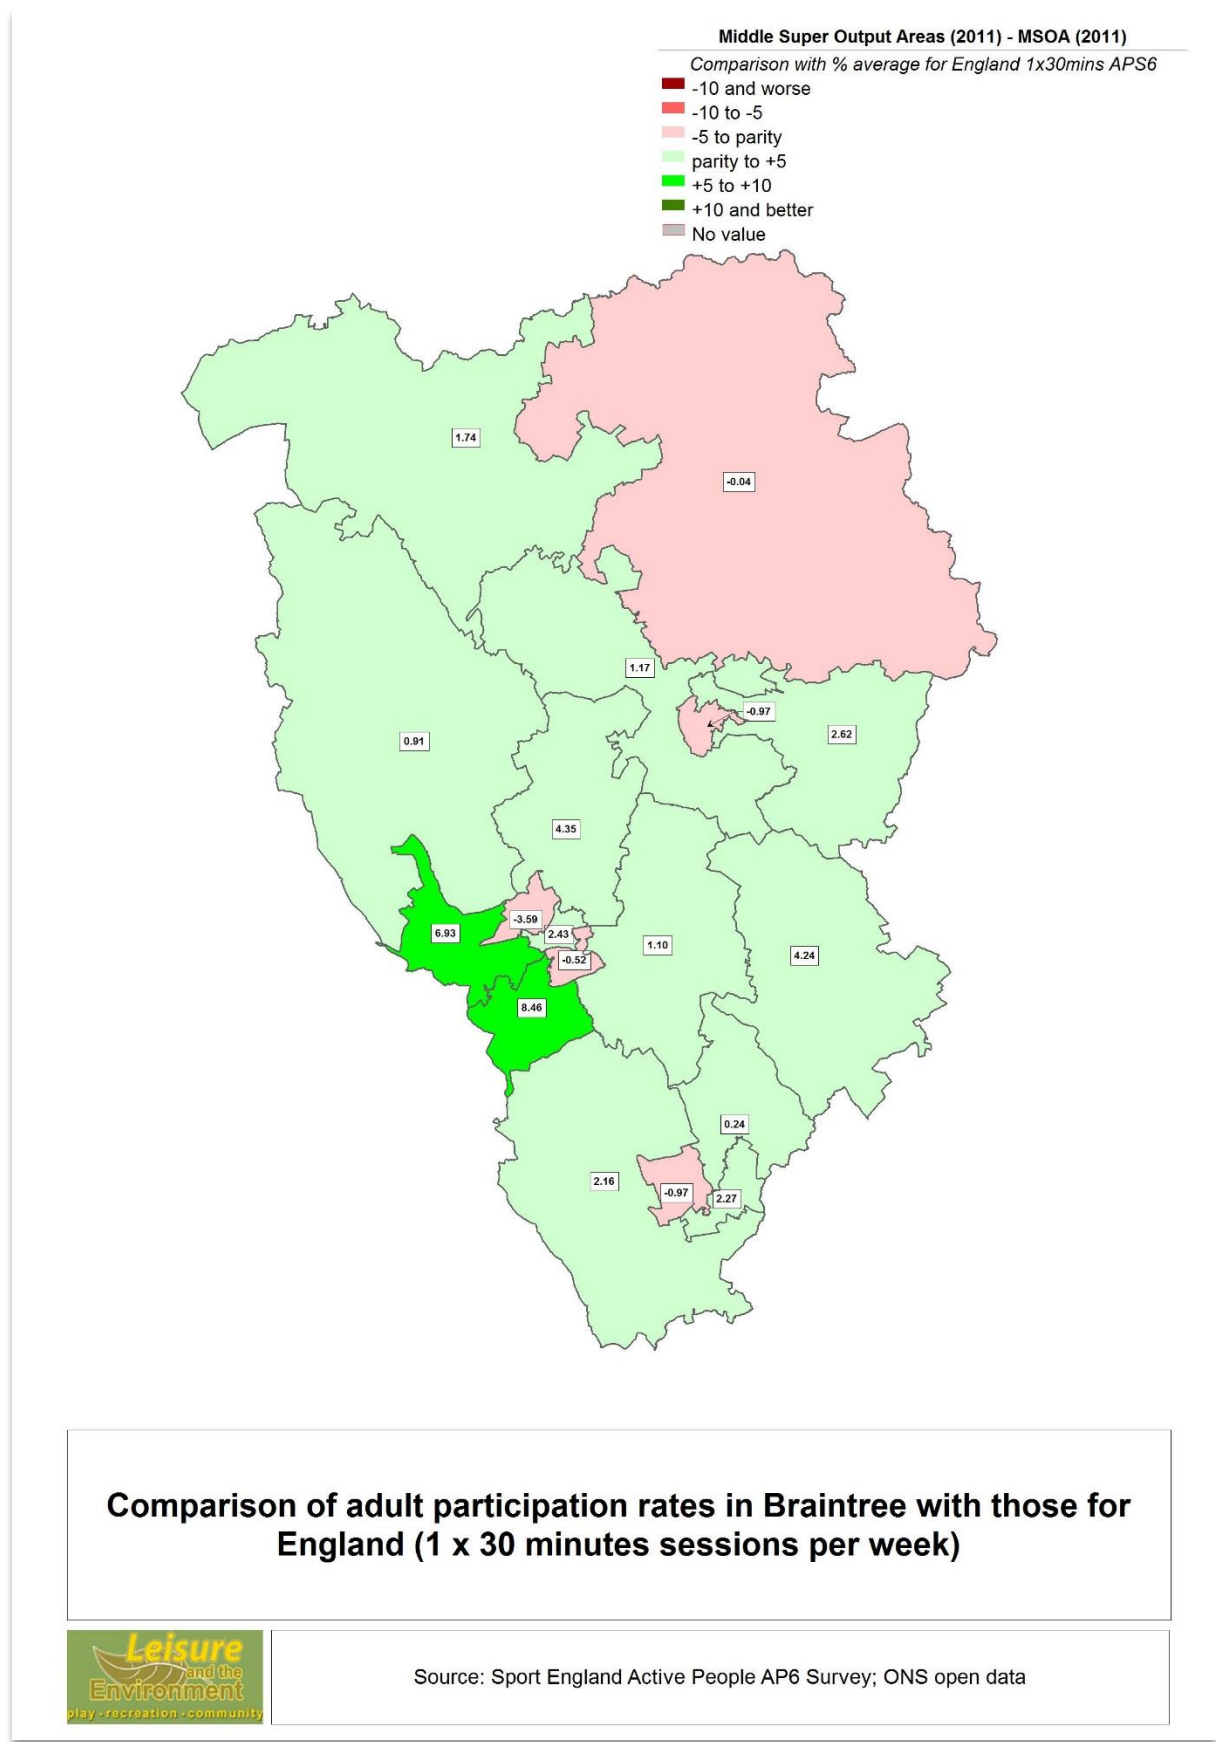 Middle Super Output Areas (2011) - MSOA (2011)
Comparison with % average for England 1x30mins APS6
-10 and worse
-10 to -5
-5 to parity
parity to +5
+5 to +10
+10 and better
No value
1.74
-0.04
1.17
-0.97
2.62
0.91
4.35
-3.59
2.43
6.93
-0.52
1.10
4.24
8.46
0.24
2.16
-0.97
2.27
Comparison of adult participation rates in Braintree with those for
England (1 x 30 minutes sessions per week)
Leisure
and the
Environment
play • recreation • community
Source: Sport England Active People AP6 Survey; ONS open data